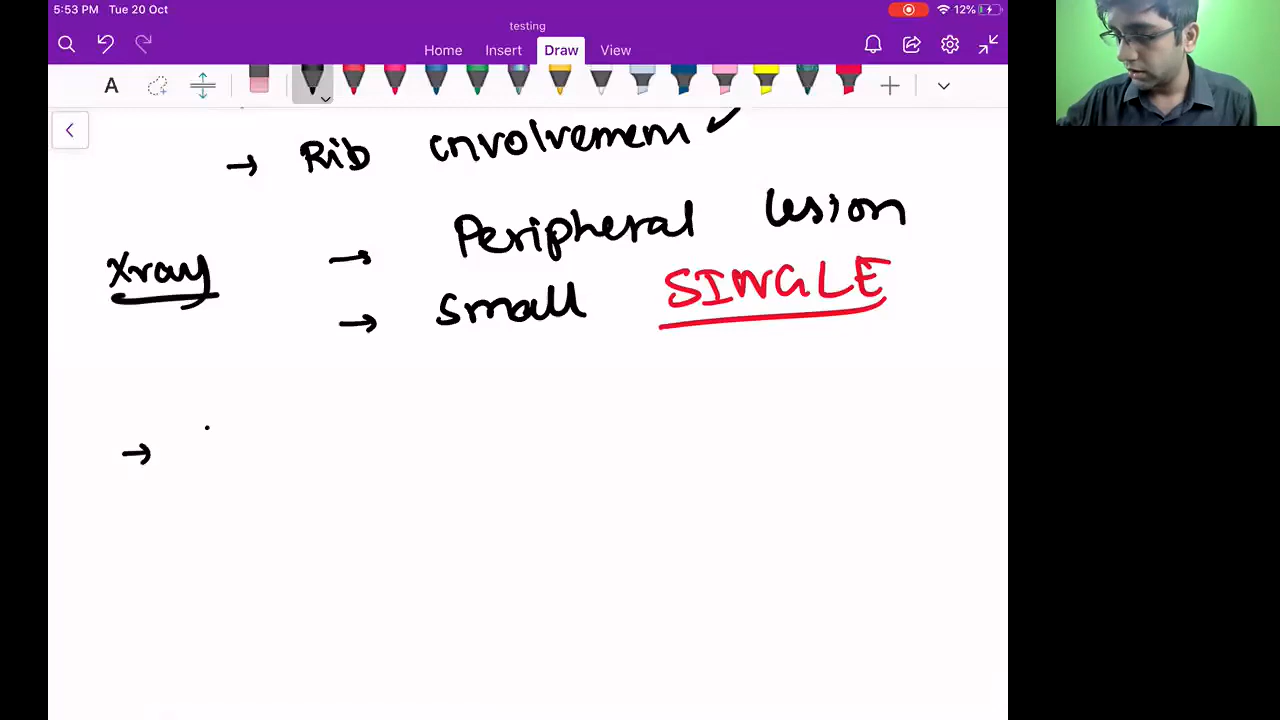 5:53 PM Tue 20 Oct 12%
testing
Home Insert Draw View
A
→ Rib involvement ✓
Xray → Peripheral lesion
→ Small SINGLE
→